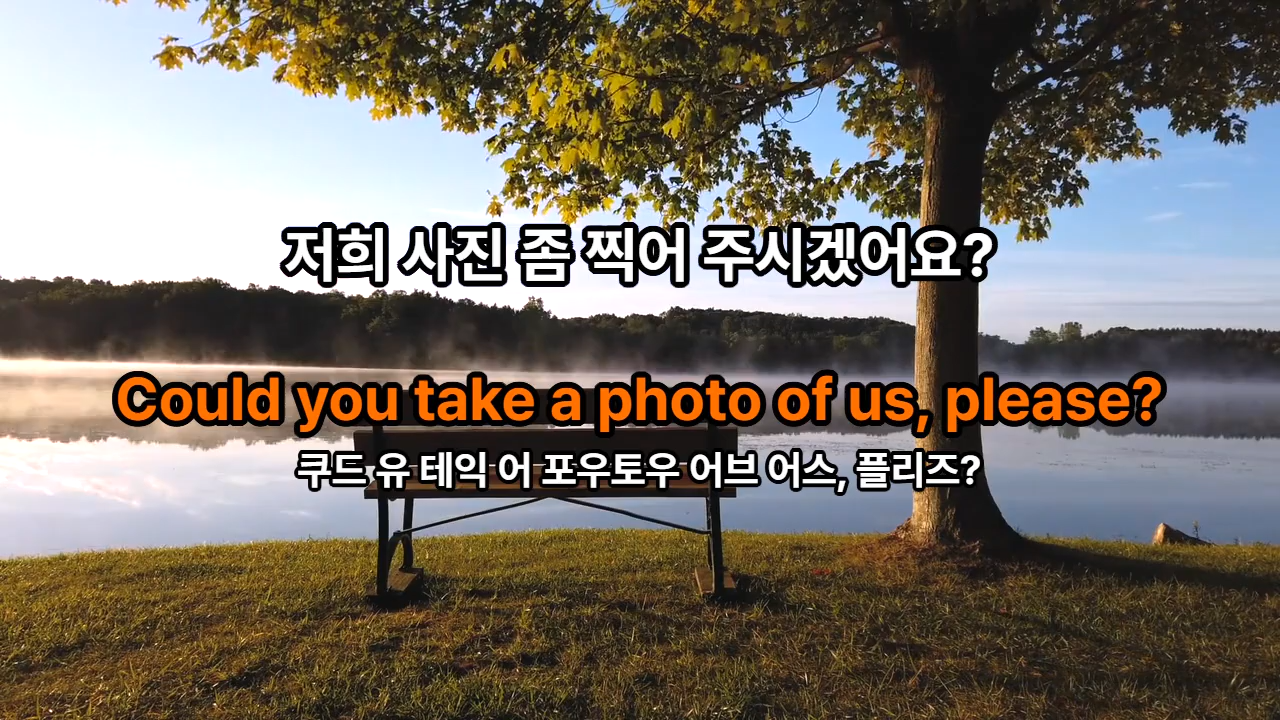 저희 사진 좀 찍어 주시겠어요?
Could you take a photo of us, please?
쿠드 유 테익 어 포우토우 어브 어스, 플리즈?